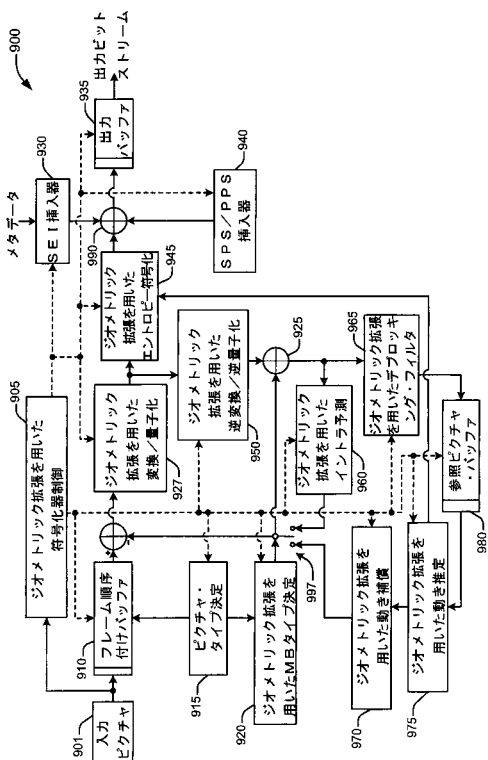 900
出力ビット
ストリーム
935
出力
バッファ
930
メタデータ
SEI挿入器
990
940
SPS/PPS
挿入器
945
ジオメトリック
拡張を用いた
エントロピー符号化
905
ジオメトリック拡張を用いた
符号化器制御
927
ジオメトリック
拡張を用いた
変換/量子化
950
ジオメトリック
拡張を用いた
逆変換/逆量子化
925
960
ジオメトリック
拡張を用いた
イントラ予測
965
ジオメトリック拡張
を用いたデブロッキ
ング・フィルタ
980
参照ピクチャ
・バッファ
901
入力
ピクチャ
910
フレーム順序
付けバッファ
+
-
915
ピクチャ・
タイプ決定
920
ジオメトリック拡張を
用いたMBタイプ決定
997
970
ジオメトリック拡張を
用いた動き補償
975
ジオメトリック拡張を
用いた動き推定